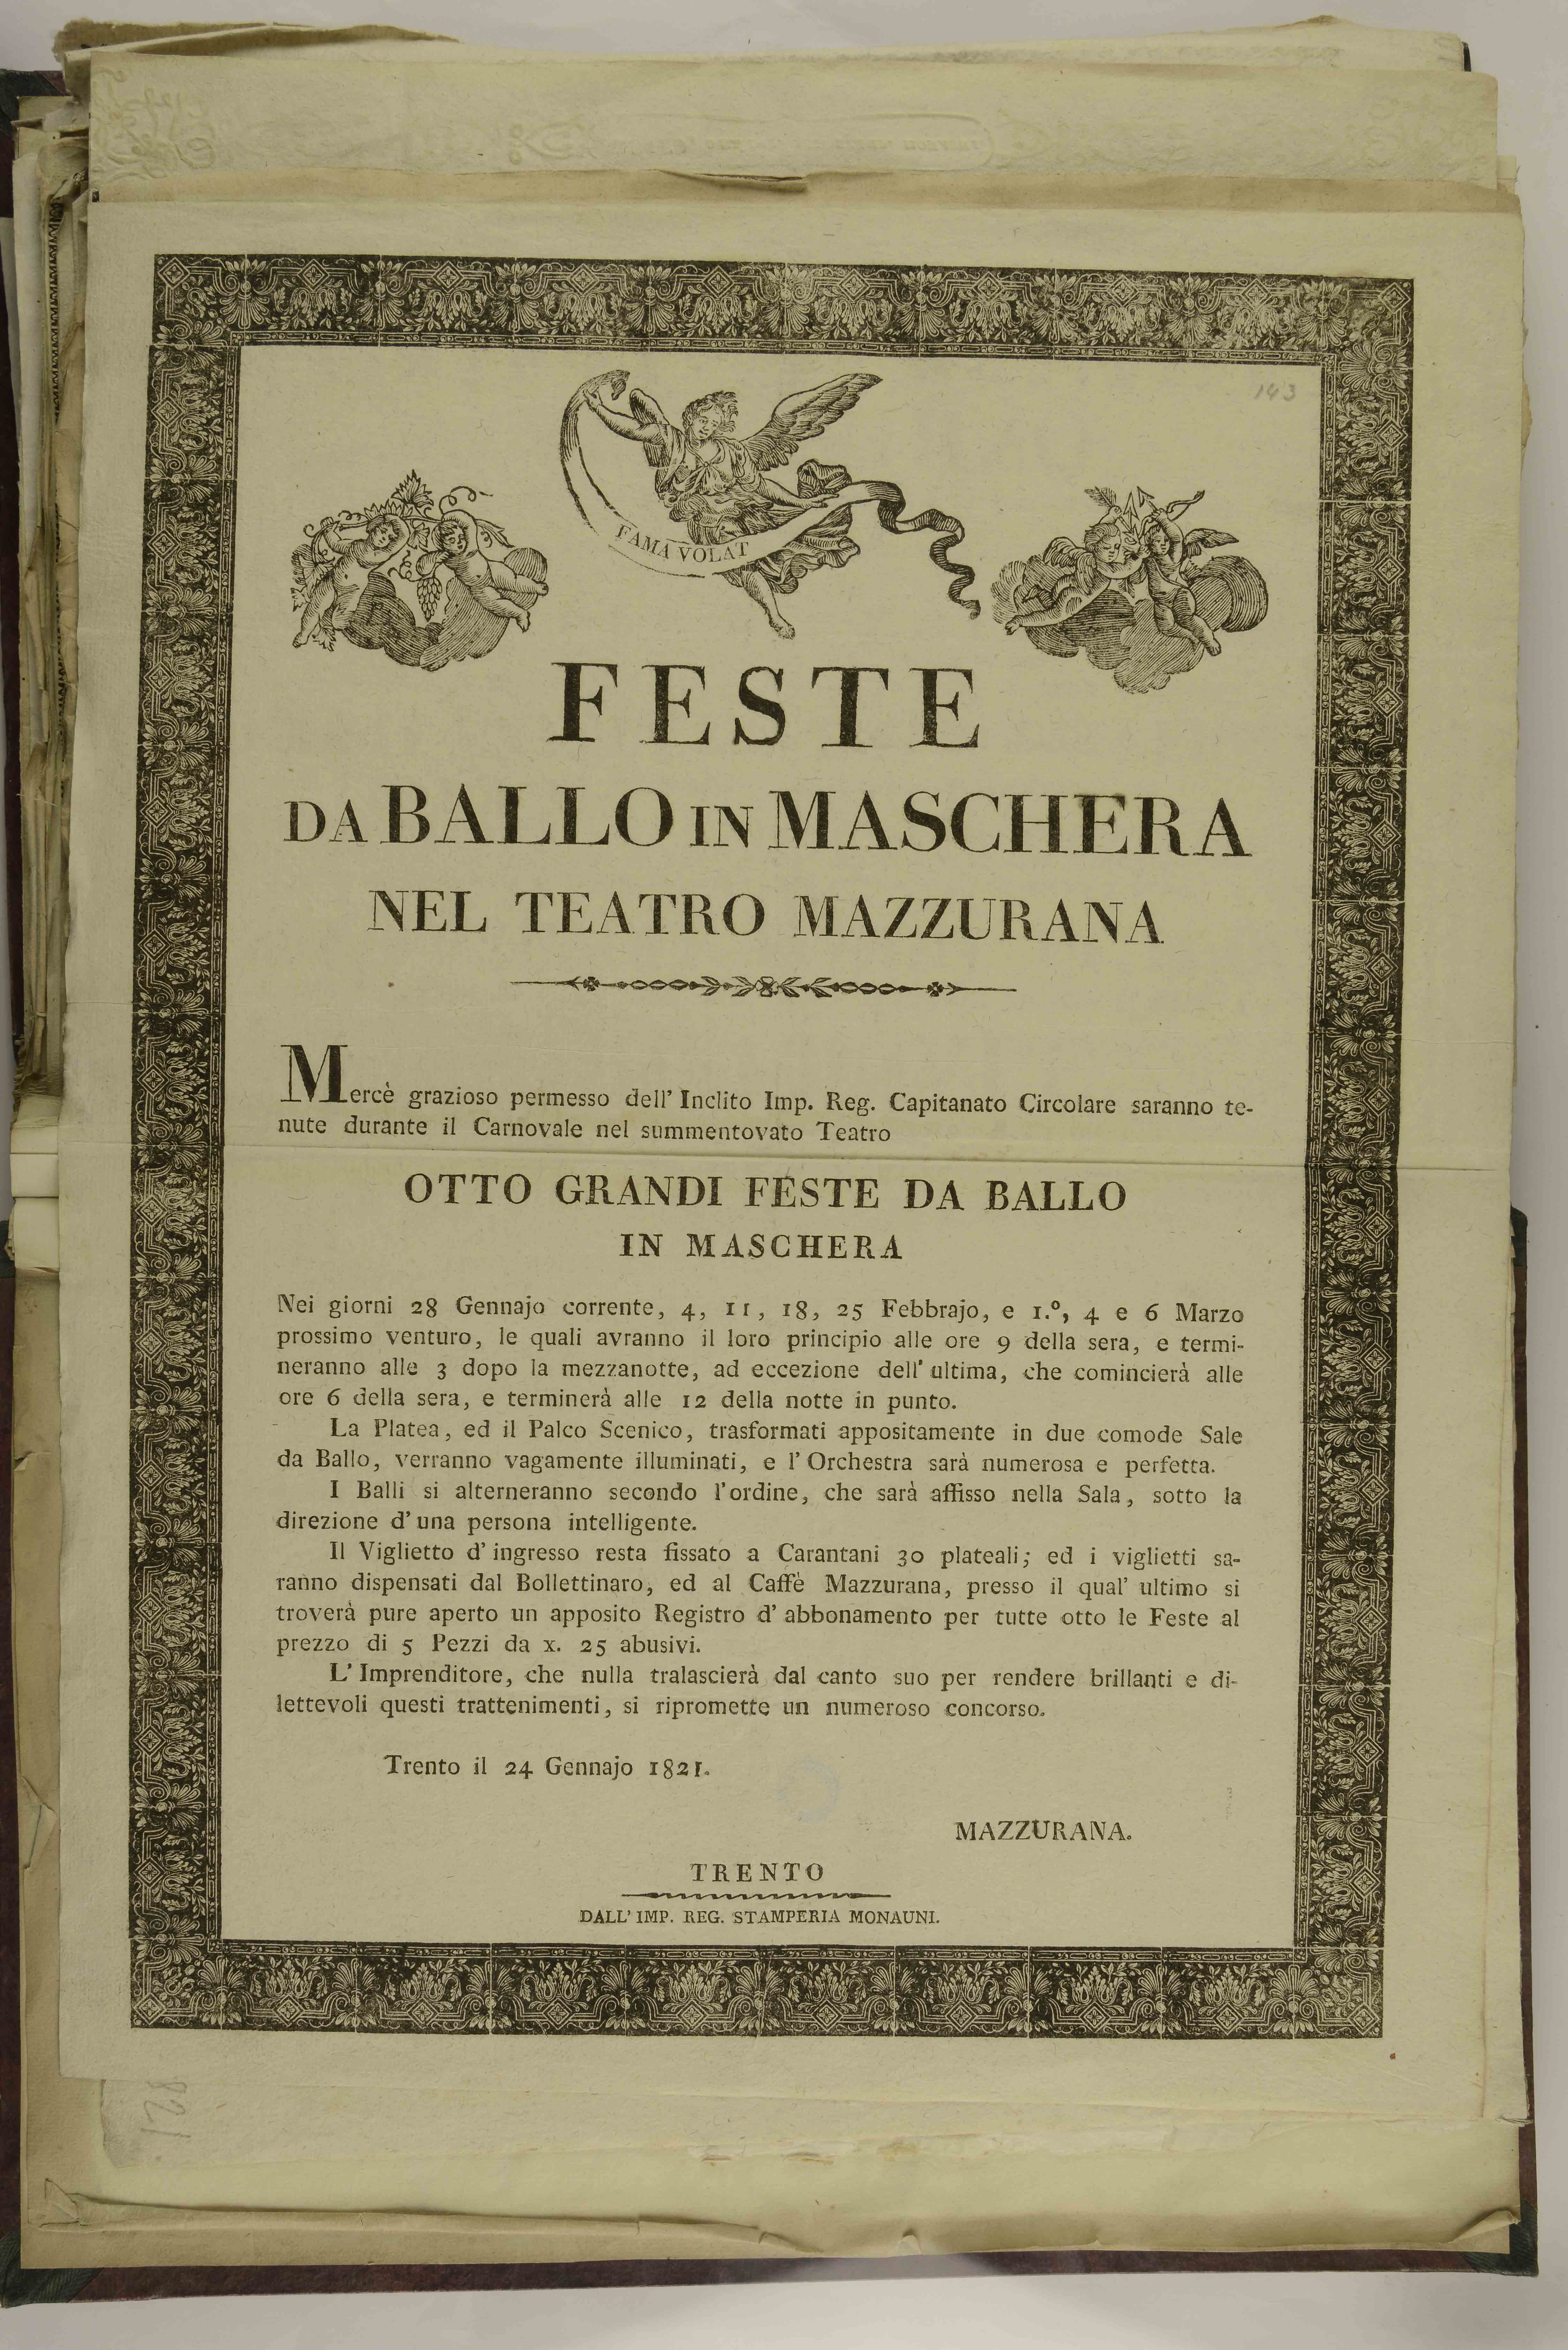 143
FAMA VOLAT
FESTE
DA BALLO IN MASCHERA
NEL TEATRO MAZZURANA
Mercè grazioso permesso dell' Inclito Imp. Reg. Capitanato Circolare saranno te-
nute durante il Carnovale nel summentovato Teatro
OTTO GRANDI FESTE DA BALLO
IN MASCHERA
Nei giorni 28 Gennajo corrente, 4, 11, 18, 25 Febbrajo, e 1.º, 4 e 6 Marzo
prossimo venturo, le quali avranno il loro principio alle ore 9 della sera, e termi-
neranno alle 3 dopo la mezzanotte, ad eccezione dell' ultima, che comincierà alle
ore 6 della sera, e terminerà alle 12 della notte in punto.
La Platea, ed il Palco Scenico, trasformati appositamente in due comode Sale
da Ballo, verranno vagamente illuminati, e l' Orchestra sarà numerosa e perfetta.
I Balli si alterneranno secondo l'ordine, che sarà affisso nella Sala, sotto la
direzione d' una persona intelligente.
Il Viglietto d' ingresso resta fissato a Carantani 30 plateali; ed i viglietti sa-
ranno dispensati dal Bollettinaro, ed al Caffè Mazzurana, presso il qual' ultimo si
troverà pure aperto un apposito Registro d' abbonamento per tutte otto le Feste al
prezzo di 5 Pezzi da x. 25 abusivi.
L' Imprenditore, che nulla tralascierà dal canto suo per rendere brillanti e di-
lettevoli questi trattenimenti, si ripromette un numeroso concorso.
Trento il 24 Gennajo 1821.
MAZZURANA.
TRENTO
DALL' IMP. REG. STAMPERIA MONAUNI.